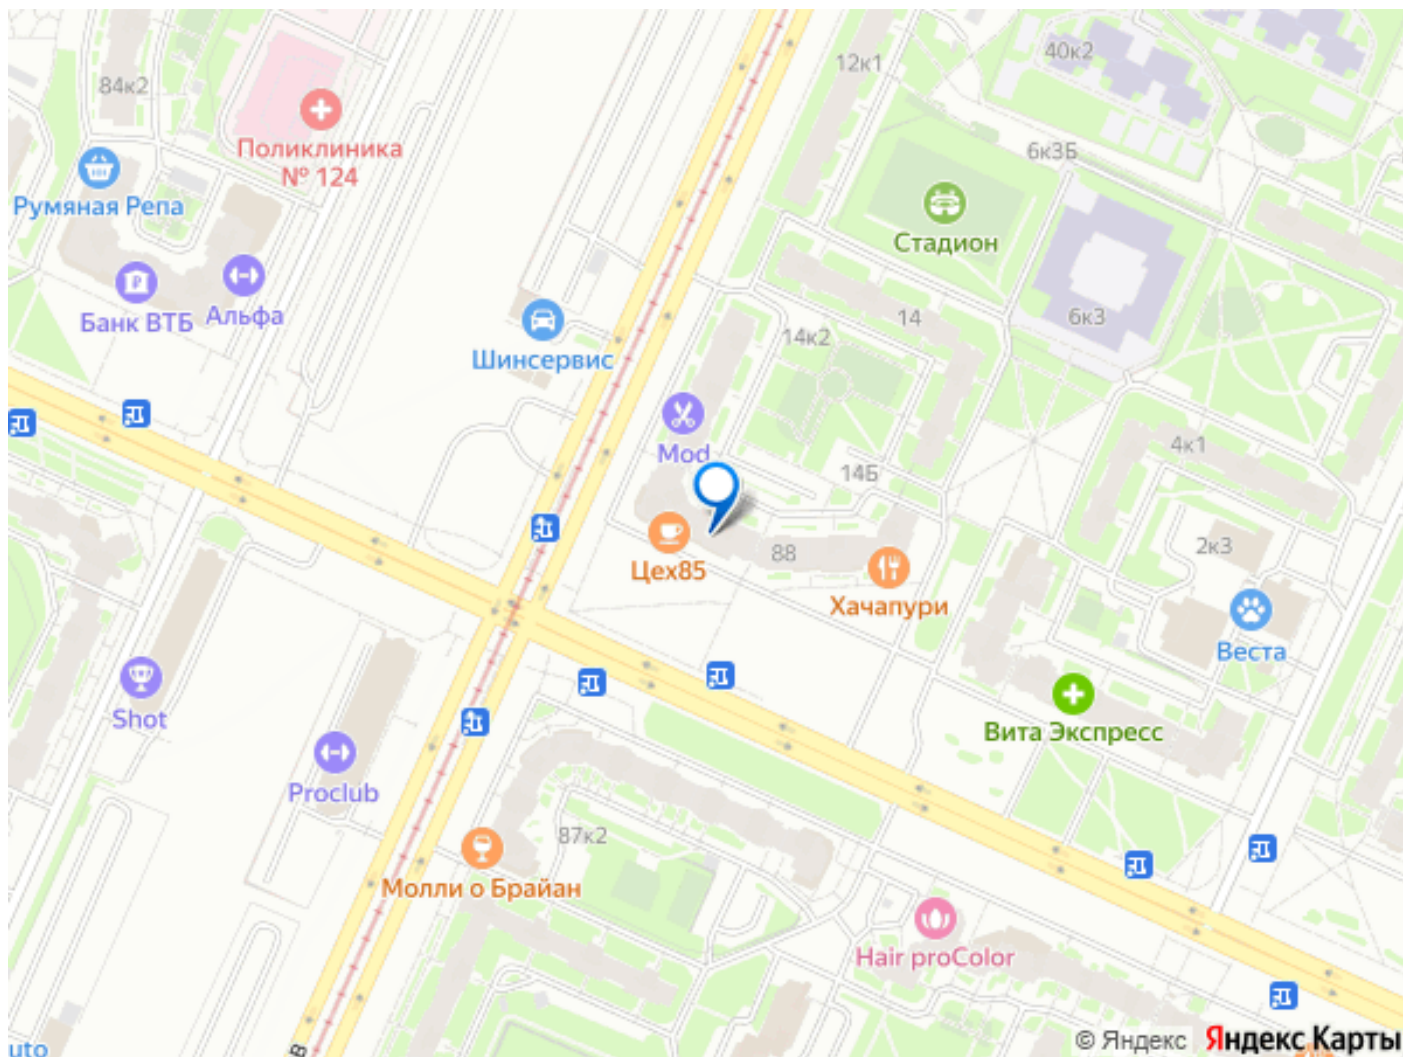 84к2
12к1
40к2
Поликлиника
№ 124
6к3Б
Румяная Репа
Стадион
Банк ВТБ
Альфа
6к3
14
14к2
Шинсервис
Mod
4к1
14Б
88
2к3
Цех85
Хачапури
Веста
Shot
Вита Экспресс
Proclub
87к2
Молли о Брайан
Hair proColor
uto
в
© Яндекс Яндекс Карты